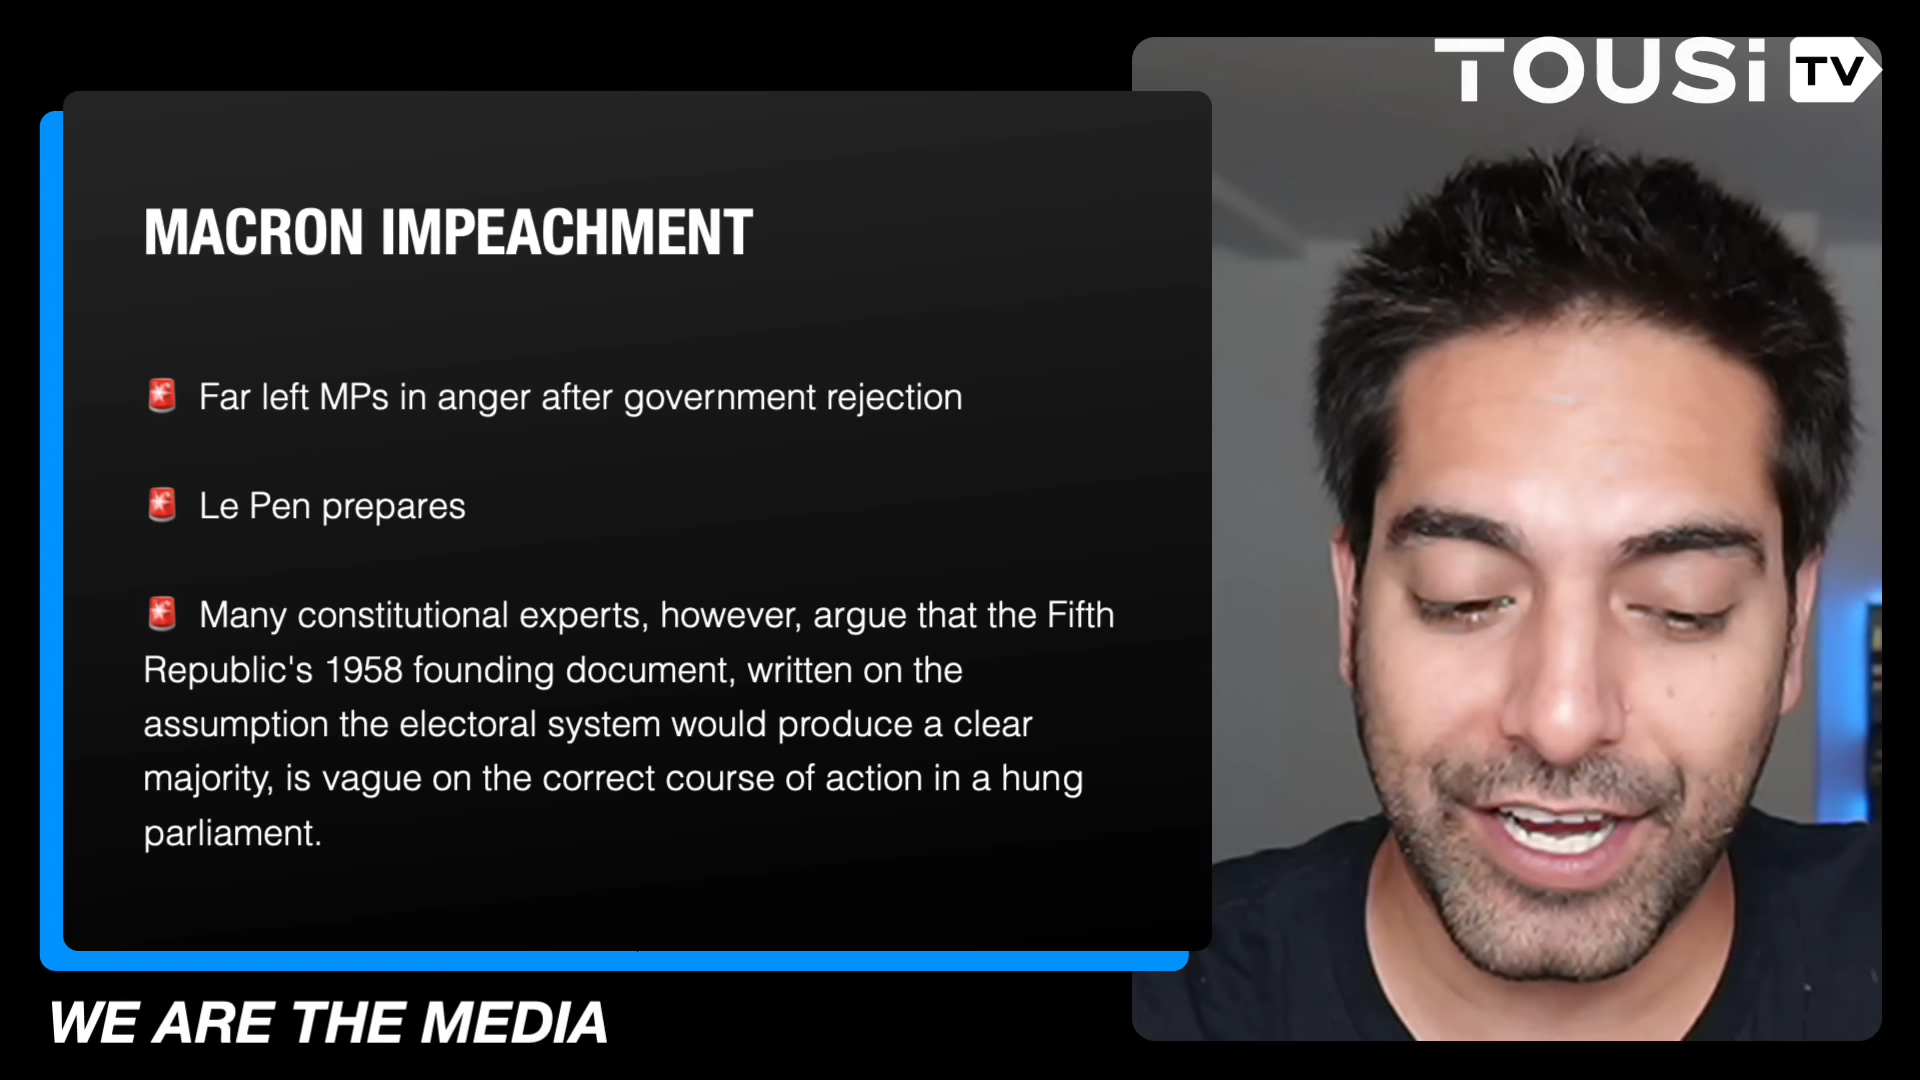 TOUSi TV
MACRON IMPEACHMENT
🚨 Far left MPs in anger after government rejection
🚨 Le Pen prepares
🚨 Many constitutional experts, however, argue that the Fifth
Republic's 1958 founding document, written on the
assumption the electoral system would produce a clear
majority, is vague on the correct course of action in a hung
parliament.
WE ARE THE MEDIA